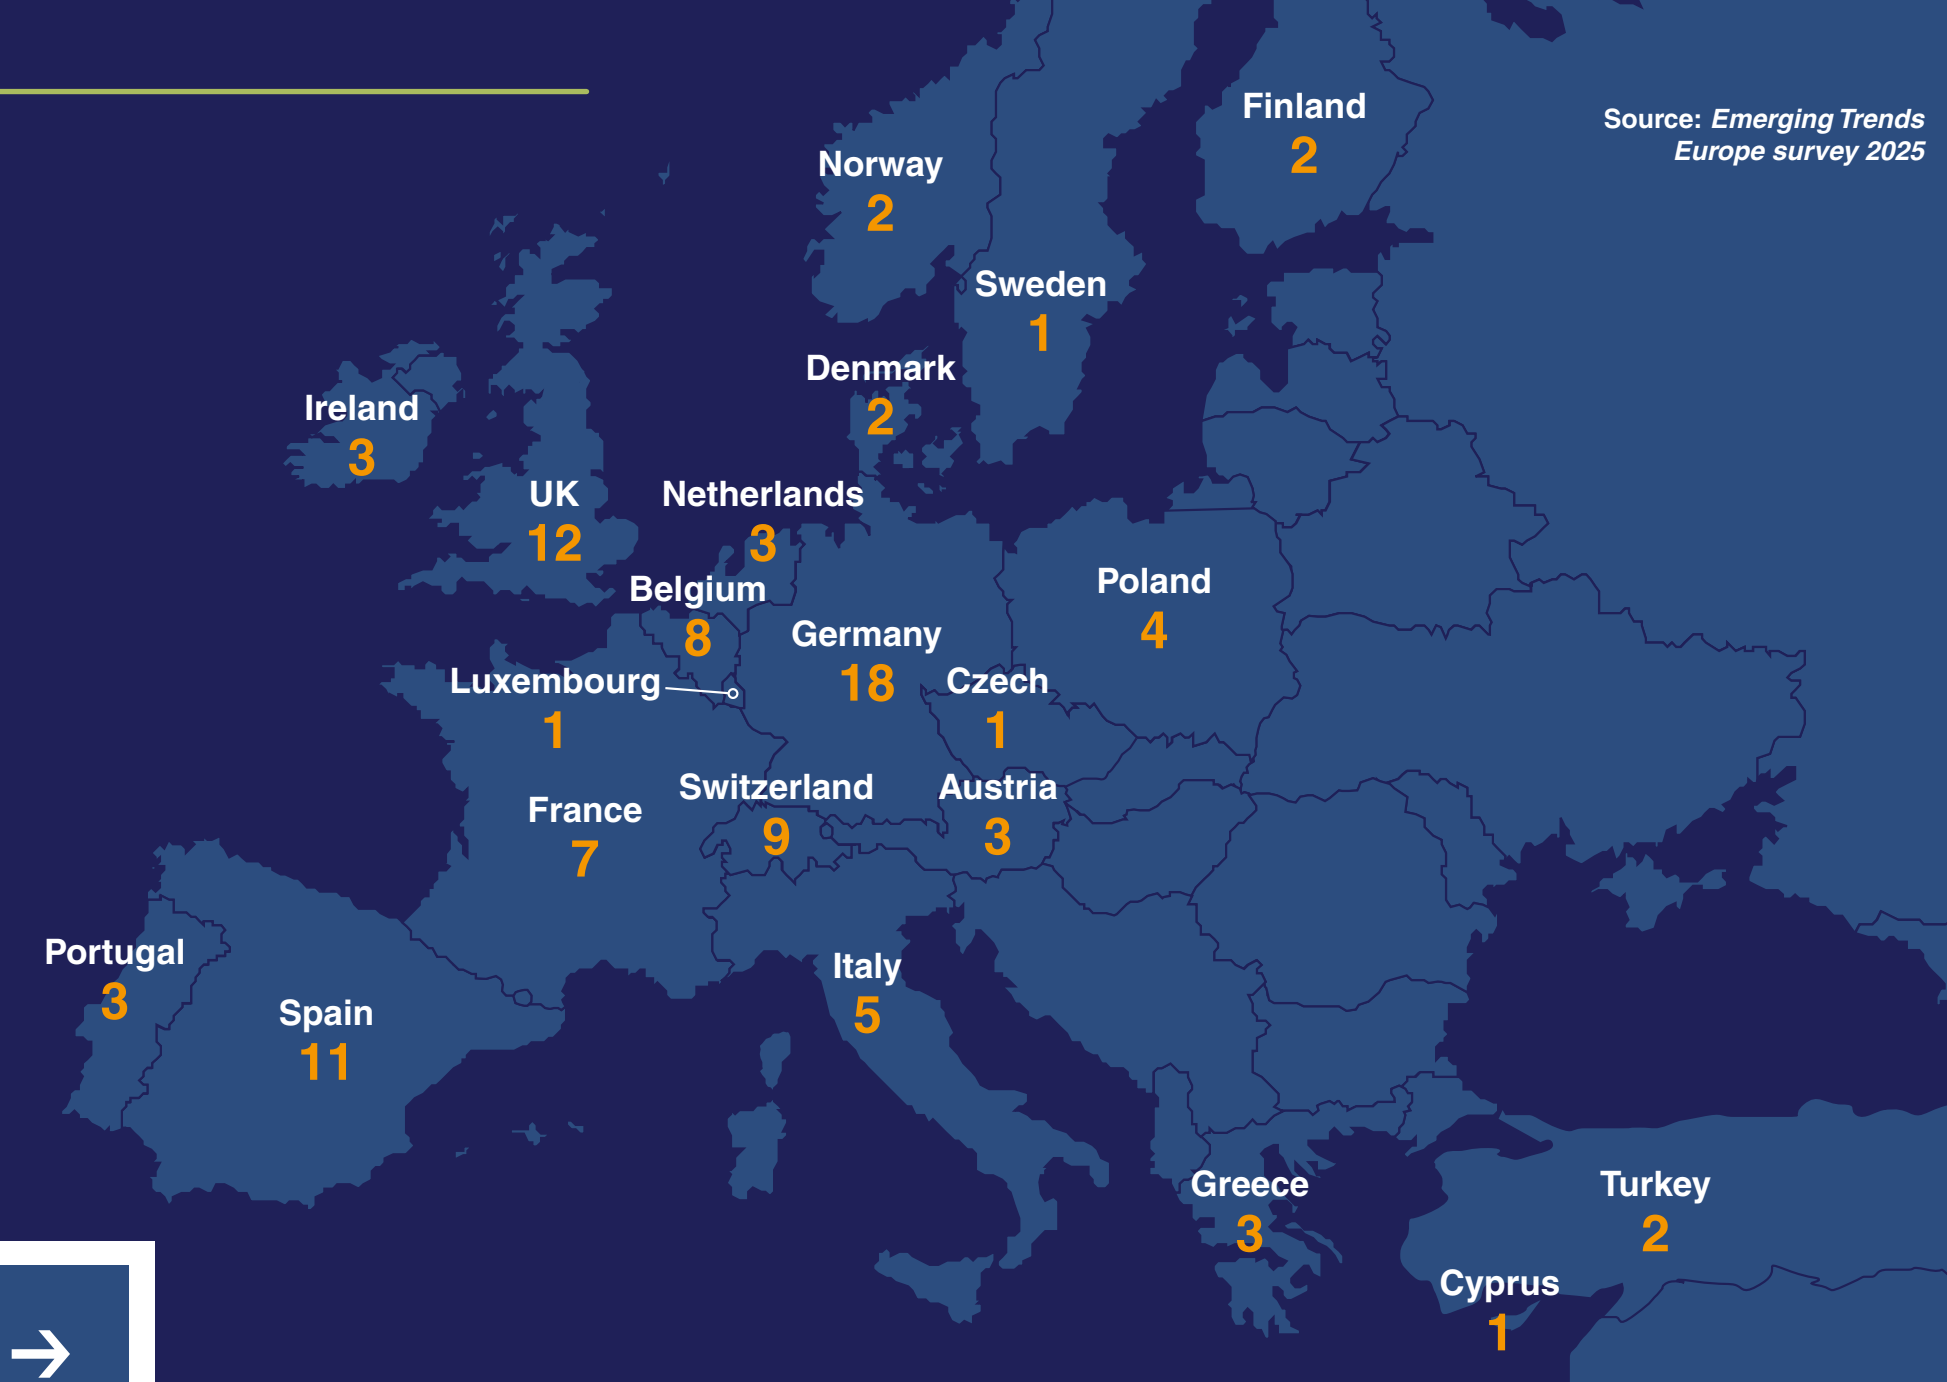 Source: Emerging Trends
Europe survey 2025
Finland
2
Norway
2
Sweden
1
Denmark
2
Ireland
3
UK
12
Netherlands
3
Belgium
8
Poland
4
Germany
18
Luxembourg
1
Czech
1
Switzerland
9
Austria
3
France
7
Portugal
3
Italy
5
Spain
11
Greece
3
Turkey
2
Cyprus
1